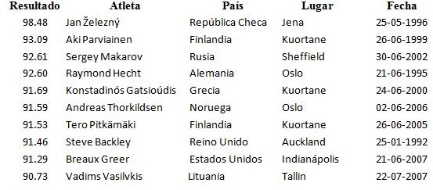 Resultado Atleta País Lugar Fecha
98.48 Jan Železný República Checa Jena 25-05-1996
93.09 Aki Parviainen Finlandia Kuortane 26-06-1999
92.61 Sergey Makarov Rusia Sheffield 30-06-2002
92.60 Raymond Hecht Alemania Oslo 21-06-1995
91.69 Konstadinós Gatsioúdis Grecia Kuortane 24-06-2000
91.59 Andreas Thorkildsen Noruega Oslo 02-06-2006
91.53 Tero Pitkämäki Finlandia Kuortane 26-06-2005
91.46 Steve Backley Reino Unido Auckland 25-01-1992
91.29 Breaux Greer Estados Unidos Indianápolis 21-06-2007
90.73 Vadims Vasilvkis Lituania Tallin 22-07-2007